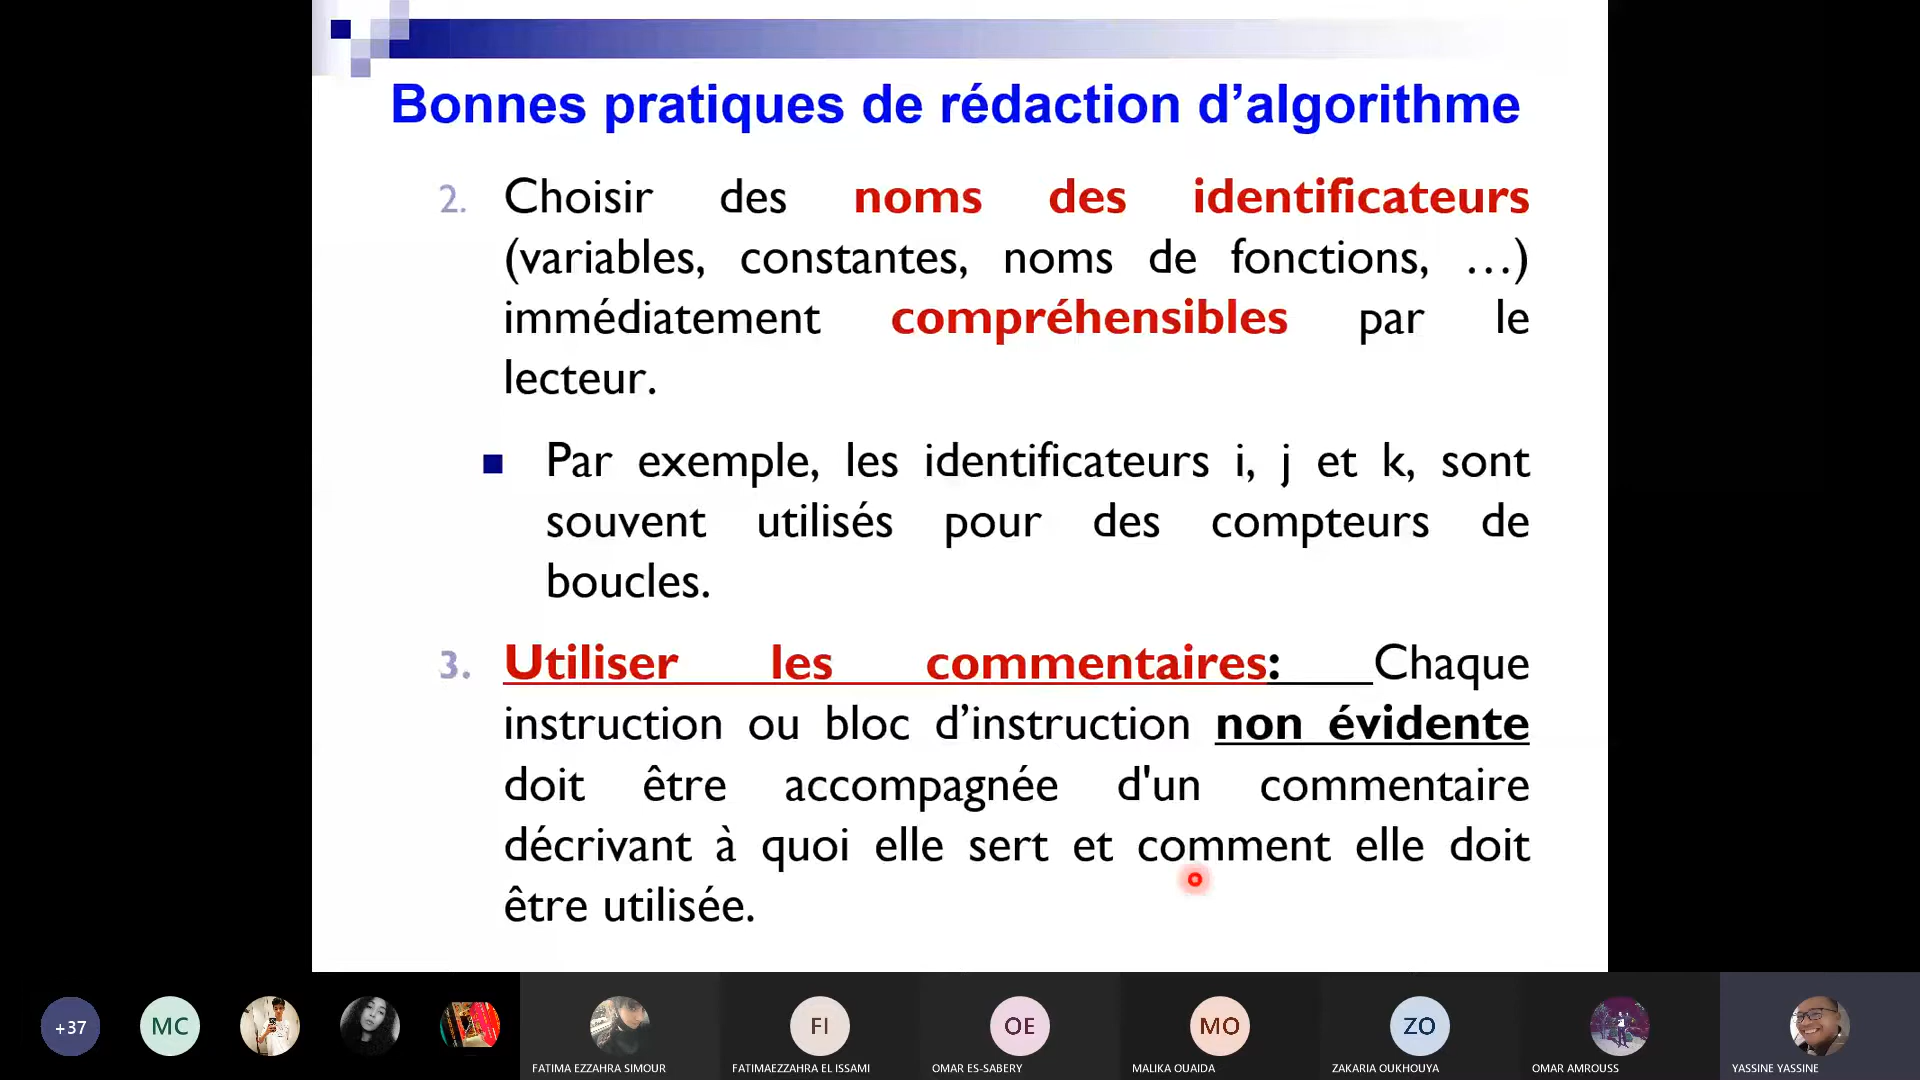 Bonnes pratiques de rédaction d’algorithme
2. Choisir des noms des identificateurs
(variables, constantes, noms de fonctions, …)
immédiatement compréhensibles par le
lecteur.
Par exemple, les identificateurs i, j et k, sont
souvent utilisés pour des compteurs de
boucles.
3. Utiliser les commentaires: Chaque
instruction ou bloc d’instruction non évidente
doit être accompagnée d'un commentaire
décrivant à quoi elle sert et comment elle doit
être utilisée.
+37
MC
FI
OE
MO
ZO
FATIMA EZZAHRA SIMOUR
FATIMAEZZAHRA EL ISSAMI
OMAR ES-SABERY
MALIKA OUAIDA
ZAKARIA OUKHOUYA
OMAR AMROUSS
YASSINE YASSINE